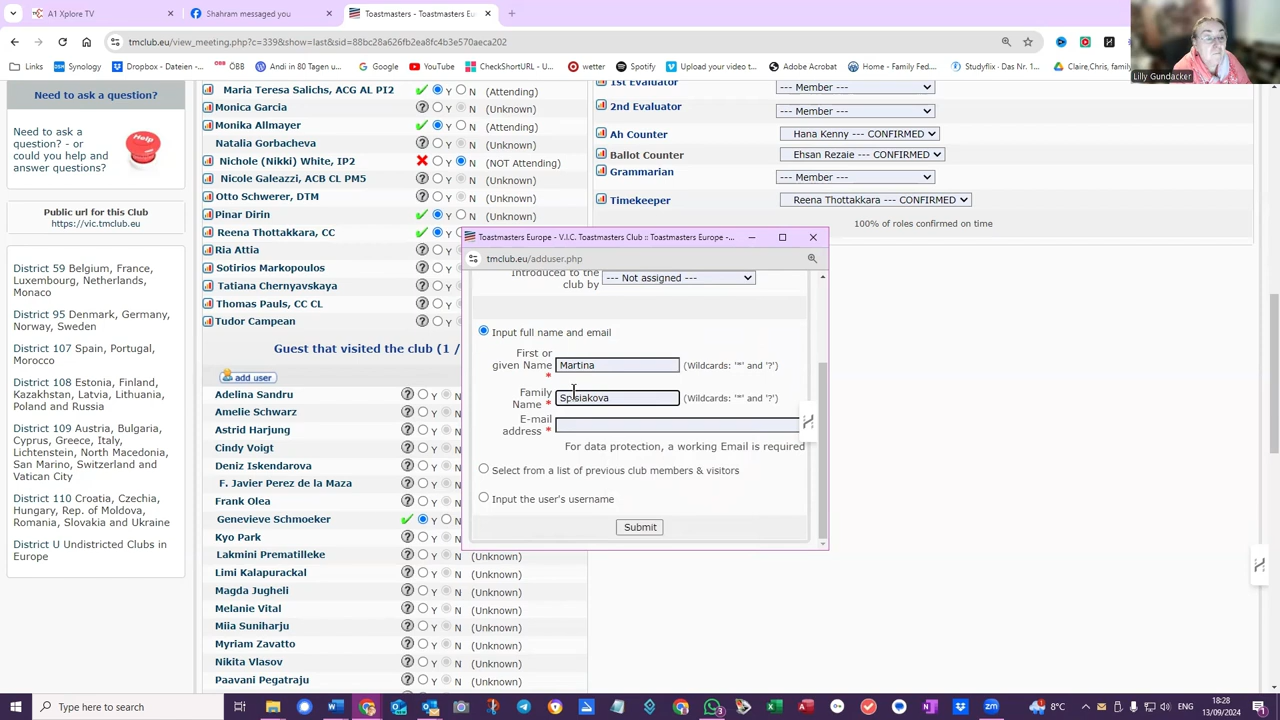 A1 Xplore TV
Shahram messaged you
Toastmasters - Toastmasters Eu
tmclub.eu/view_meeting.php?c=339&show=last&sid=88bc28a626fb2ea8fc4b3e570aeca202
Links
Synology
Dropbox - Dateien -
ÖBB
Andi in 80 Tagen u
Google
YouTube
CheckShortURL - U
wetter
Spotify
Upload your video t
Adobe Acrobat
Home - Family Fed
Studyflix - Das Nr. 1
Claire,Chris, family
Lilly Gundacker
Need to ask a question?
Need to ask a
question? - or
could you help and
answer questions?
Help
Public url for this Club
https://vic.tmclub.eu
District 59 Belgium, France,
Luxembourg, Netherlands,
Monaco
District 95 Denmark, Germany,
Norway, Sweden
District 107 Spain, Portugal,
Morocco
District 108 Estonia, Finland,
Kazakhstan, Latvia, Lithuania,
Poland and Russia
District 109 Austria, Bulgaria,
Cyprus, Greece, Italy,
Lichtenstein, North Macedonia,
San Marino, Switzerland and
Vatican City
District 110 Croatia, Czechia,
Hungary, Rep. of Moldova,
Romania, Slovakia and Ukraine
District U Undistricted Clubs in
Europe
Maria Teresa Salichs, ACG AL PI2 Y N (Attending)
Monica Garcia Y N (Unknown)
Monika Allmayer Y N (Attending)
Natalia Gorbacheva Y N (Unknown)
Nichole (Nikki) White, IP2 Y N (NOT Attending)
Nicole Galeazzi, ACB CL PM5 Y N (Unknown)
Otto Schwerer, DTM Y N (Unknown)
Pinar Dirin Y N (Attending)
Reena Thottakkara, CC Y
Ria Attia Y
Sotirios Markopoulos Y
Tatiana Chernyavskaya Y
Thomas Pauls, CC CL Y
Tudor Campean Y
Guest that visited the club (1 /
add user
Adelina Sandru Y N
Amelie Schwarz Y N
Astrid Harjung Y N
Cindy Voigt Y N
Deniz Iskendarova Y N
F. Javier Perez de la Maza Y N
Frank Olea Y N
Genevieve Schmoeker Y N
Kyo Park Y N
Lakmini Prematilleke Y N (Unknown)
Limi Kalapurackal Y N (Unknown)
Magda Jugheli Y N (Unknown)
Melanie Vital Y N (Unknown)
Miia Suniharju Y N (Unknown)
Myriam Zavatto Y N (Unknown)
Nikita Vlasov Y N (Unknown)
Paavani Pegatraju Y N (Unknown)
1st Evaluator --- Member ---
2nd Evaluator --- Member ---
Ah Counter Hana Kenny --- CONFIRMED
Ballot Counter Ehsan Rezaie --- CONFIRMED
Grammarian --- Member ---
Timekeeper Reena Thottakkara --- CONFIRMED
100% of roles confirmed on time
Toastmasters Europe - V.I.C. Toastmasters Club :: Toastmasters Europe -...
tmclub.eu/adduser.php
Introduced to the
club by --- Not assigned ---
Input full name and email
First or
given Name * Martina (Wildcards: '*' and '?')
Family
Name * Spisiakova (Wildcards: '*' and '?')
E-mail
address *
For data protection, a working Email is required
Select from a list of previous club members & visitors
Input the user's username
Submit
Type here to search
3
8°C
18:28
13/09/2024
1